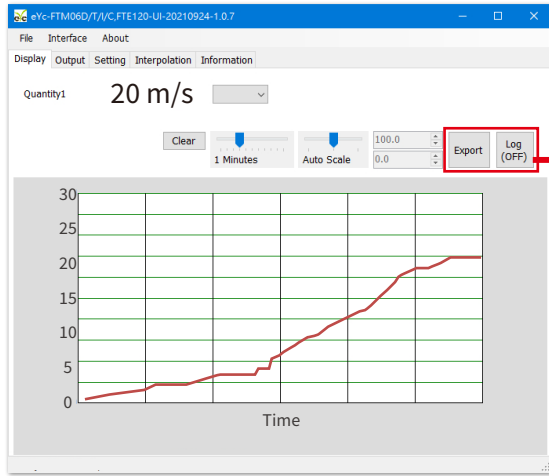 eYc eYc-FTM06D/T/I/C,FTE120-UI-20210924-1.0.7
File Interface About
Display Output Setting Interpolation Information
Quantity1 20 m/s
Clear 1 Minutes Auto Scale 100.0 0.0 Export Log (OFF)
30
25
20
15
10
5
0
Time